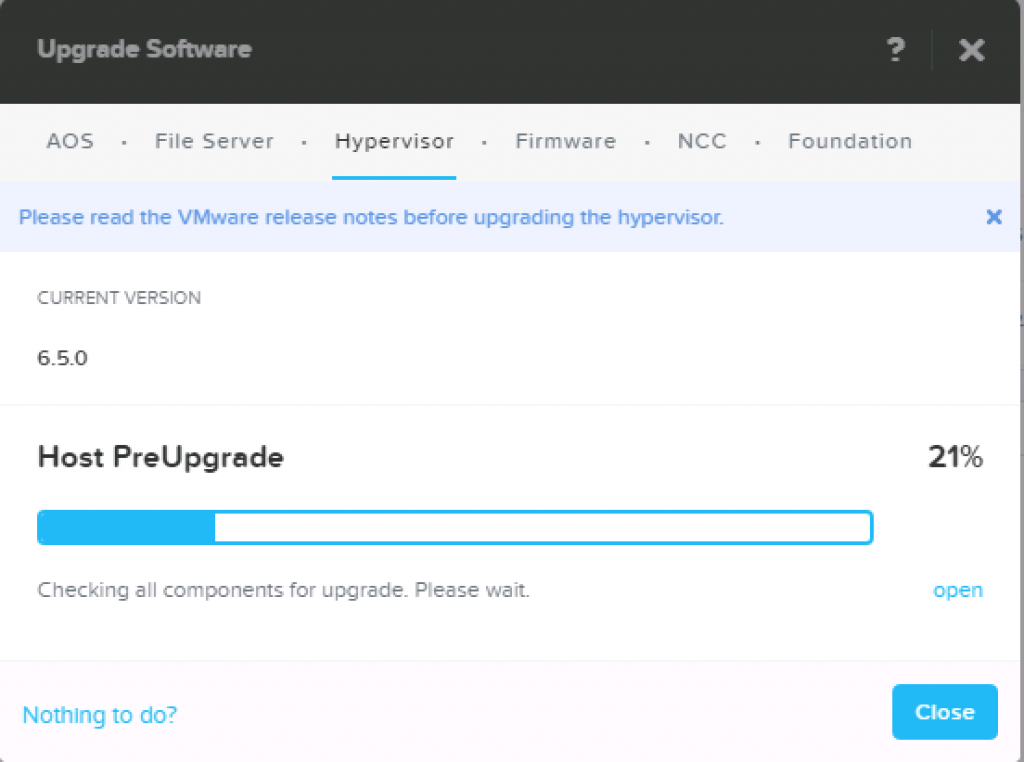 Upgrade Software ?
AOS · File Server · Hypervisor · Firmware · NCC · Foundation
Please read the VMware release notes before upgrading the hypervisor.
CURRENT VERSION
6.5.0
Host PreUpgrade 21%
Checking all components for upgrade. Please wait. open
Nothing to do? Close